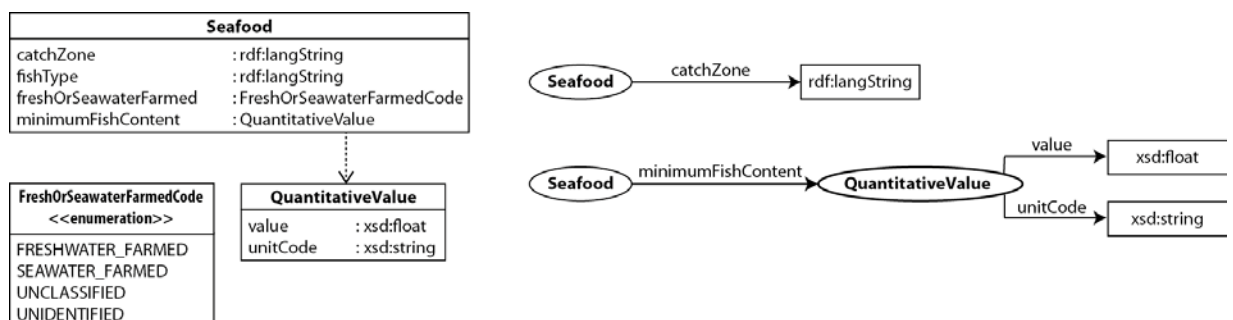 Seafood
catchZone : rdf:langString
fishType : rdf:langString
freshOrSeawaterFarmed : FreshOrSeawaterFarmedCode
minimumFishContent : QuantitativeValue
FreshOrSeawaterFarmedCode
<<enumeration>>
FRESHWATER_FARMED
SEAWATER_FARMED
UNCLASSIFIED
UNIDENTIFIED
QuantitativeValue
value : xsd:float
unitCode : xsd:string
Seafood catchZone rdf:langString
Seafood minimumFishContent QuantitativeValue
value xsd:float
unitCode xsd:string